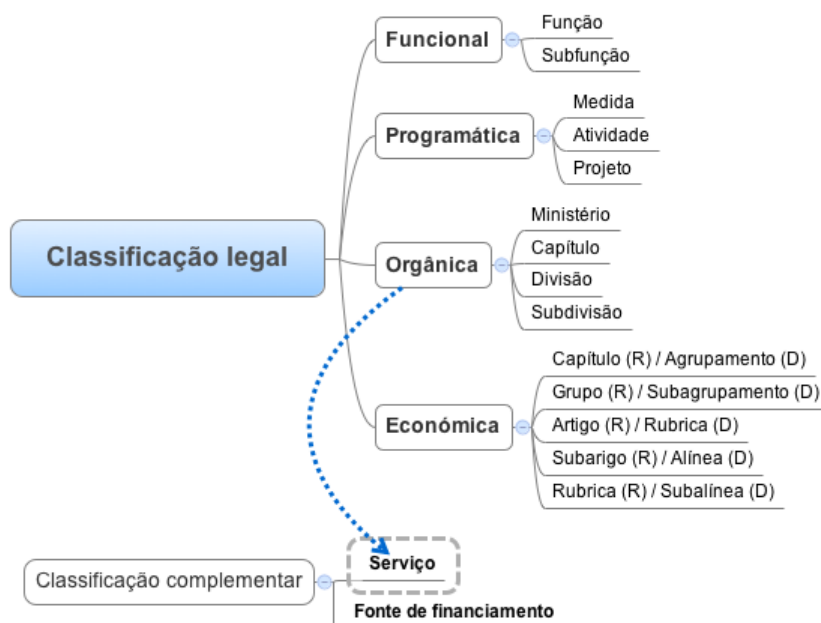 Classificação legal
Funcional
Função
Subfunção
Programática
Medida
Atividade
Projeto
Orgânica
Ministério
Capítulo
Divisão
Subdivisão
Económica
Capítulo (R) / Agrupamento (D)
Grupo (R) / Subagrupamento (D)
Artigo (R) / Rubrica (D)
Subarigo (R) / Alínea (D)
Rubrica (R) / Subalínea (D)
Classificação complementar
Serviço
Fonte de financiamento